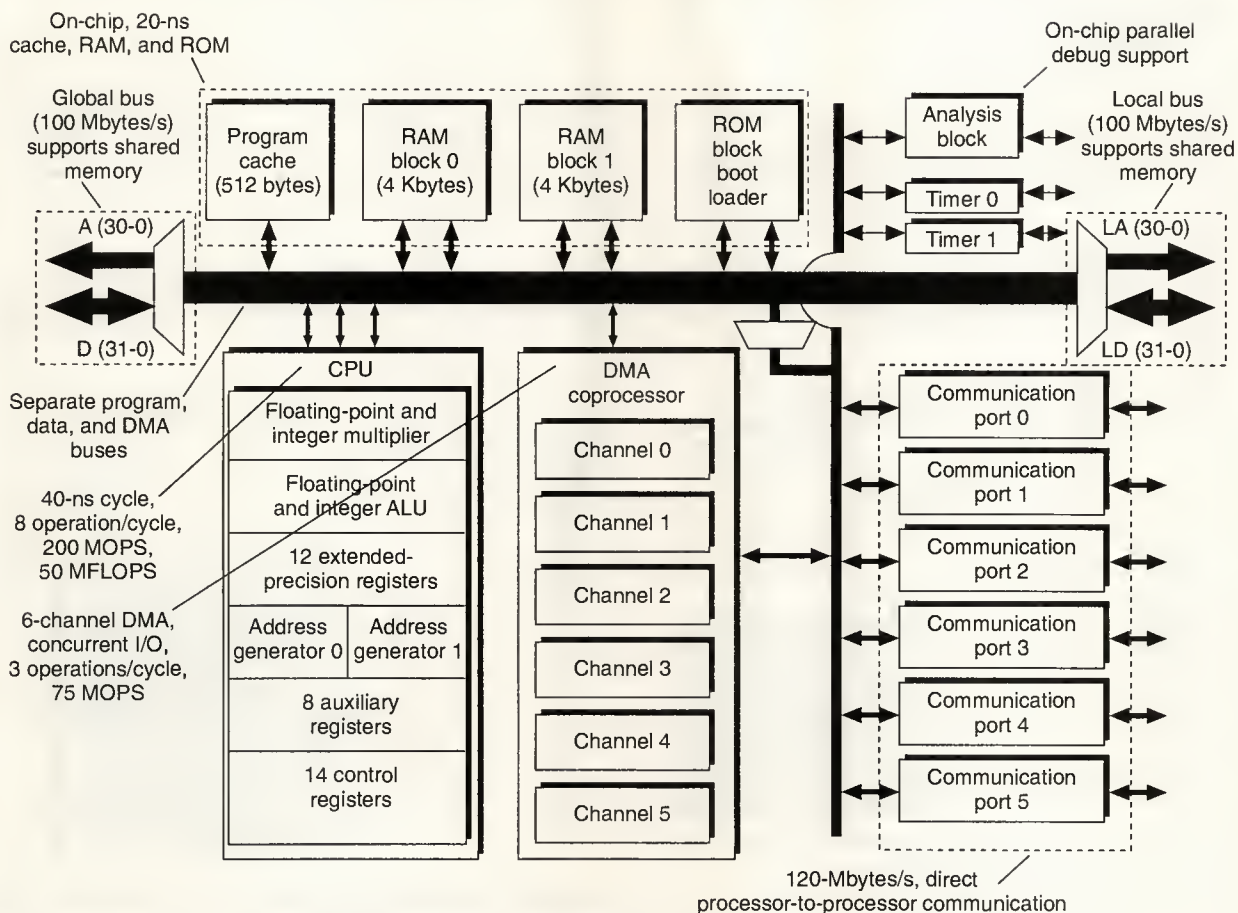 On-chip, 20-ns
cache, RAM, and ROM
Global bus
(100 Mbytes/s)
supports shared
memory
A (30-0)
D (31-0)
Program
cache
(512 bytes)
RAM
block 0
(4 Kbytes)
RAM
block 1
(4 Kbytes)
ROM
block
boot
loader
On-chip parallel
debug support
Analysis
block
Timer 0
Timer 1
Local bus
(100 Mbytes/s)
supports shared
memory
LA (30-0)
LD (31-0)
Separate program,
data, and DMA
buses
40-ns cycle,
8 operation/cycle,
200 MOPS,
50 MFLOPS
6-channel DMA,
concurrent I/O,
3 operations/cycle,
75 MOPS
CPU
Floating-point and
integer multiplier
Floating-point
and integer ALU
12 extended-
precision registers
Address
generator 0
Address
generator 1
8 auxiliary
registers
14 control
registers
DMA
coprocessor
Channel 0
Channel 1
Channel 2
Channel 3
Channel 4
Channel 5
Communication
port 0
Communication
port 1
Communication
port 2
Communication
port 3
Communication
port 4
Communication
port 5
120-Mbytes/s, direct
processor-to-processor communication